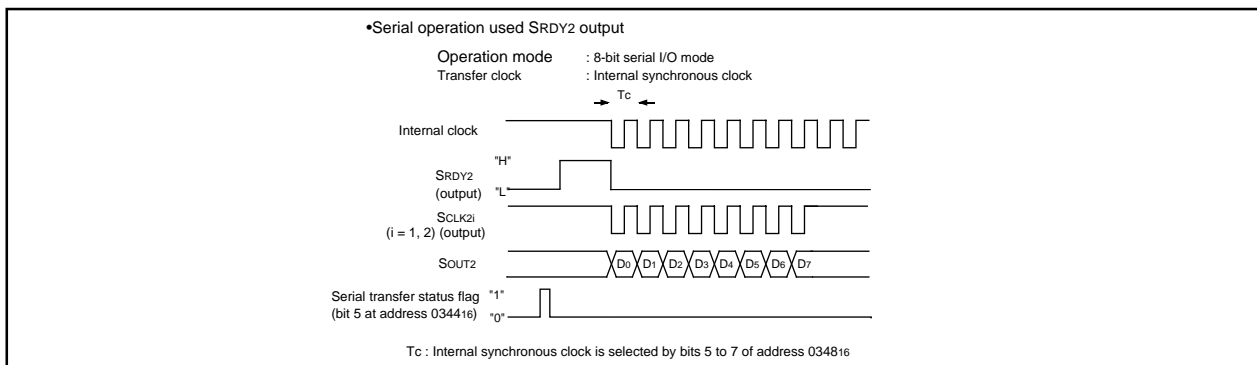 •Serial operation used SRDY2 output
Operation mode : 8-bit serial I/O mode
Transfer clock : Internal synchronous clock
Tc
Internal clock
"H"
SRDY2
(output) "L"
SCLK2i
(i = 1, 2) (output)
SOUT2 D0 D1 D2 D3 D4 D5 D6 D7
Serial transfer status flag "1"
(bit 5 at address 034416) "0"
Tc : Internal synchronous clock is selected by bits 5 to 7 of address 034816